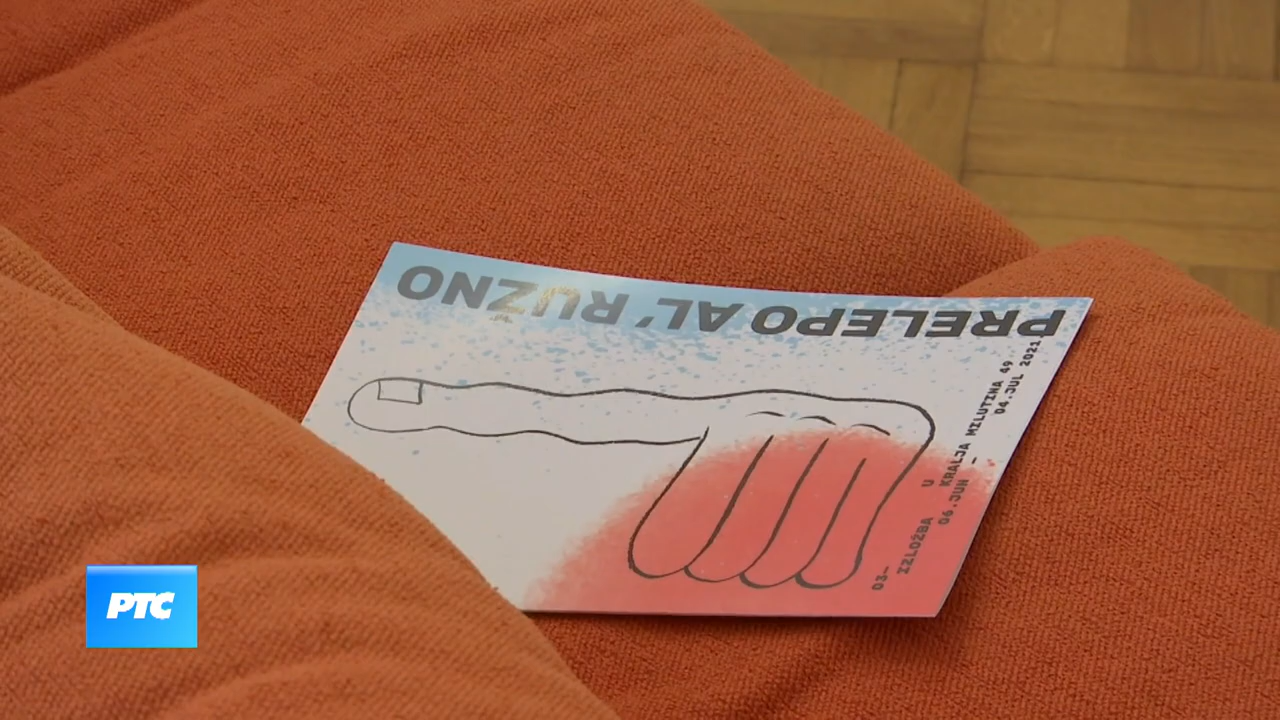 PRELEPO AL' RUŽNO
03–
IZLOŽBA U KRALJA MILUTINA 49
06.JUN – 04.JUL 2021
РТС